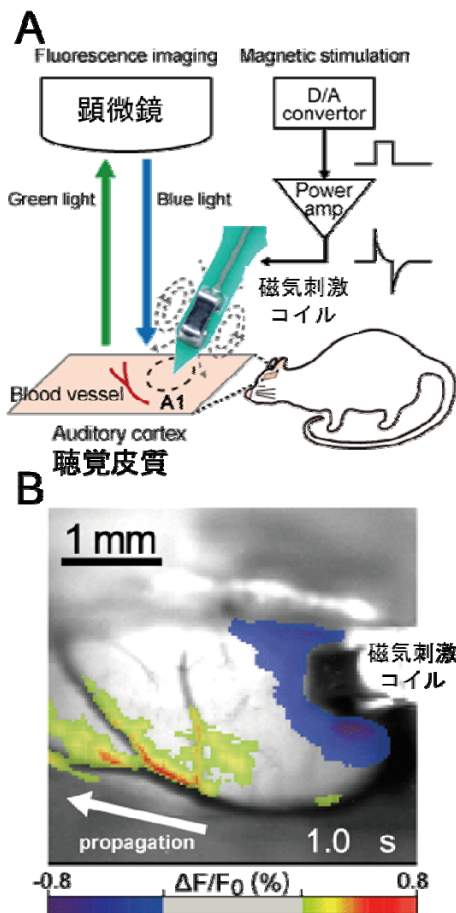 A
Fluorescence imaging
Magnetic stimulation
顕微鏡
D/A
convertor
Green light
Blue light
Power
amp
磁気刺激
コイル
Blood vessel
A1
Auditory cortex
聴覚皮質
B
1 mm
磁気刺激
コイル
propagation
1.0 s
-0.8
ΔF/F0 (%)
0.8